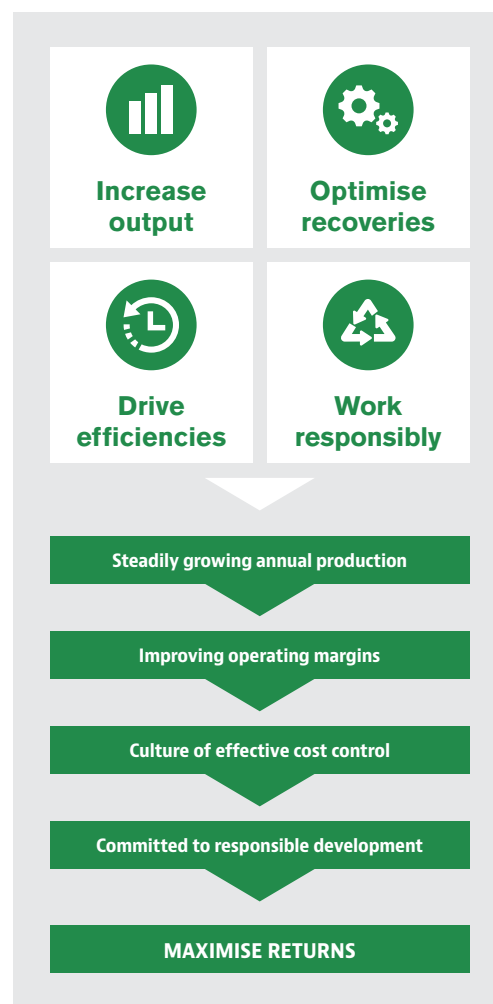 Increase
output
Optimise
recoveries
Drive
efficiencies
Work
responsibly
Steadily growing annual production
Improving operating margins
Culture of effective cost control
Committed to responsible development
MAXIMISE RETURNS